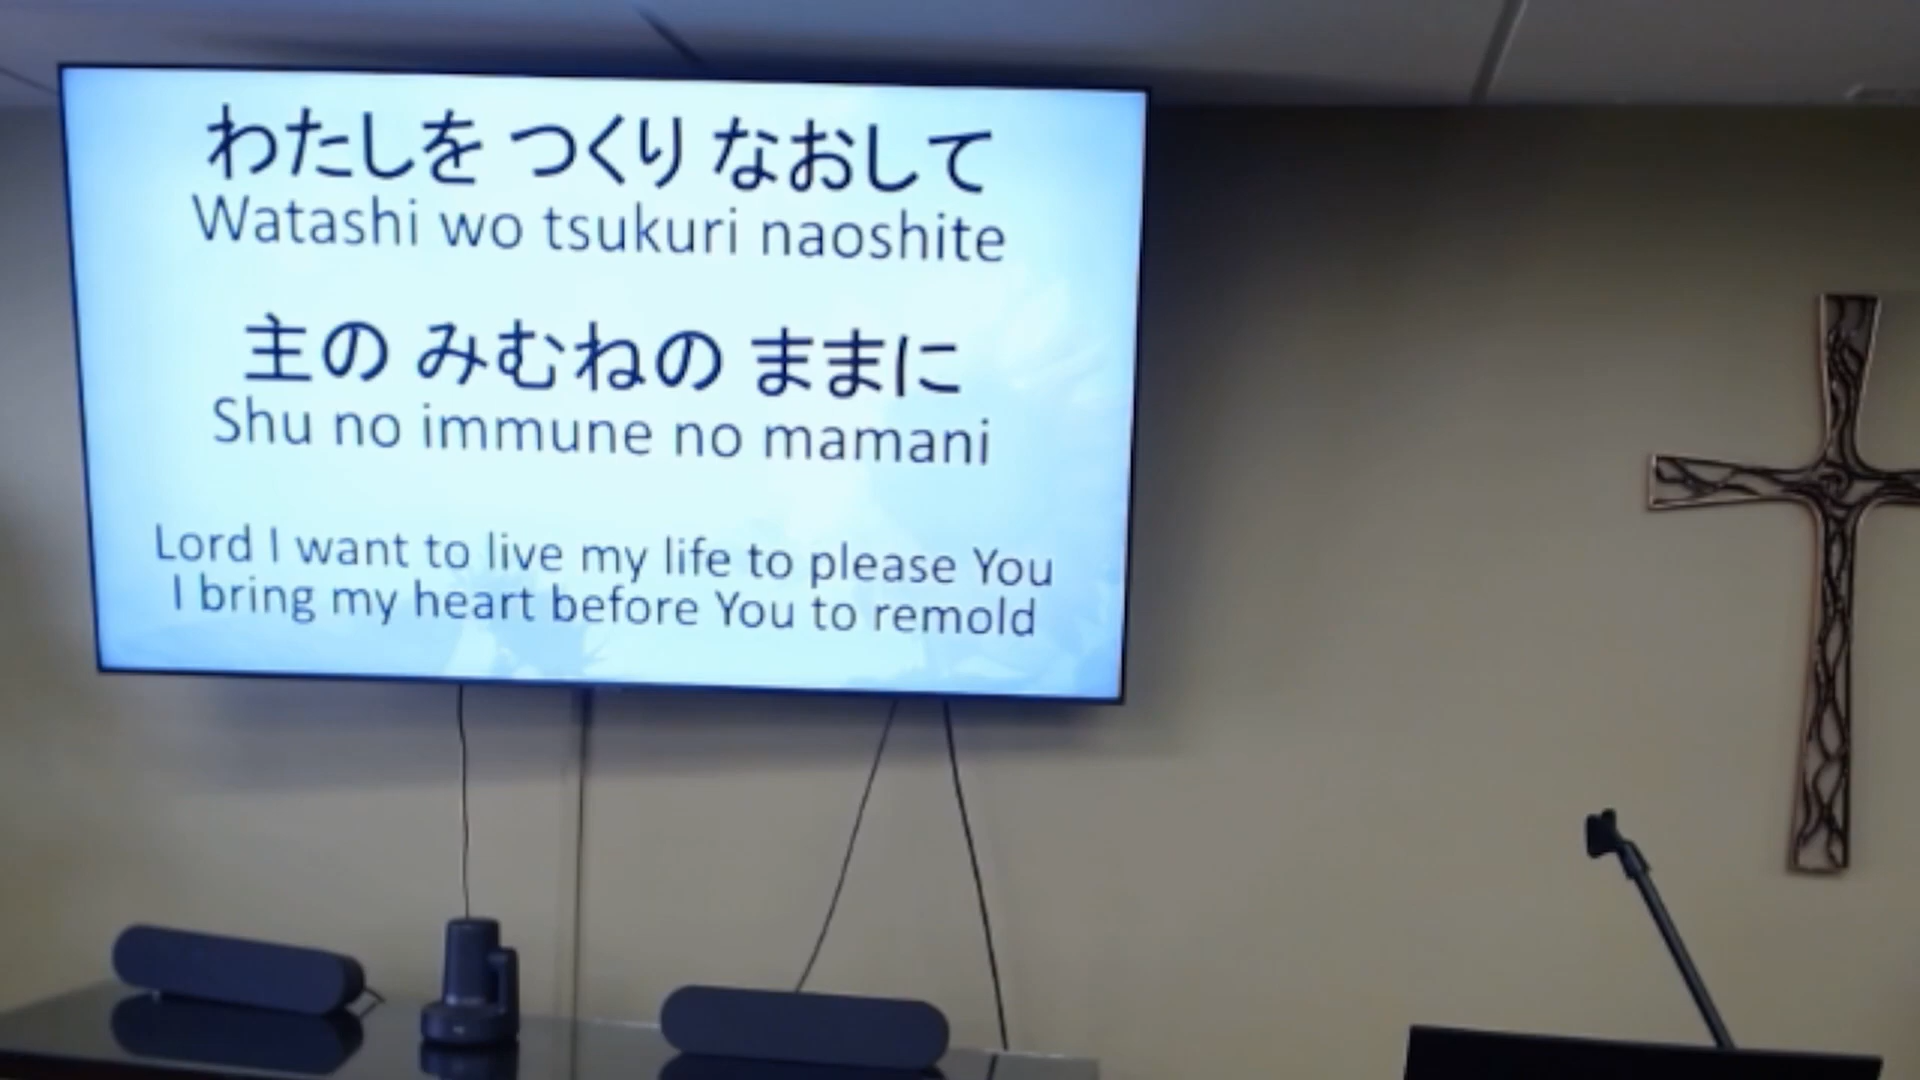 わたしを つくり なおして
Watashi wo tsukuri naoshite
主の みむねの ままに
Shu no immune no mamani
Lord I want to live my life to please You
I bring my heart before You to remold